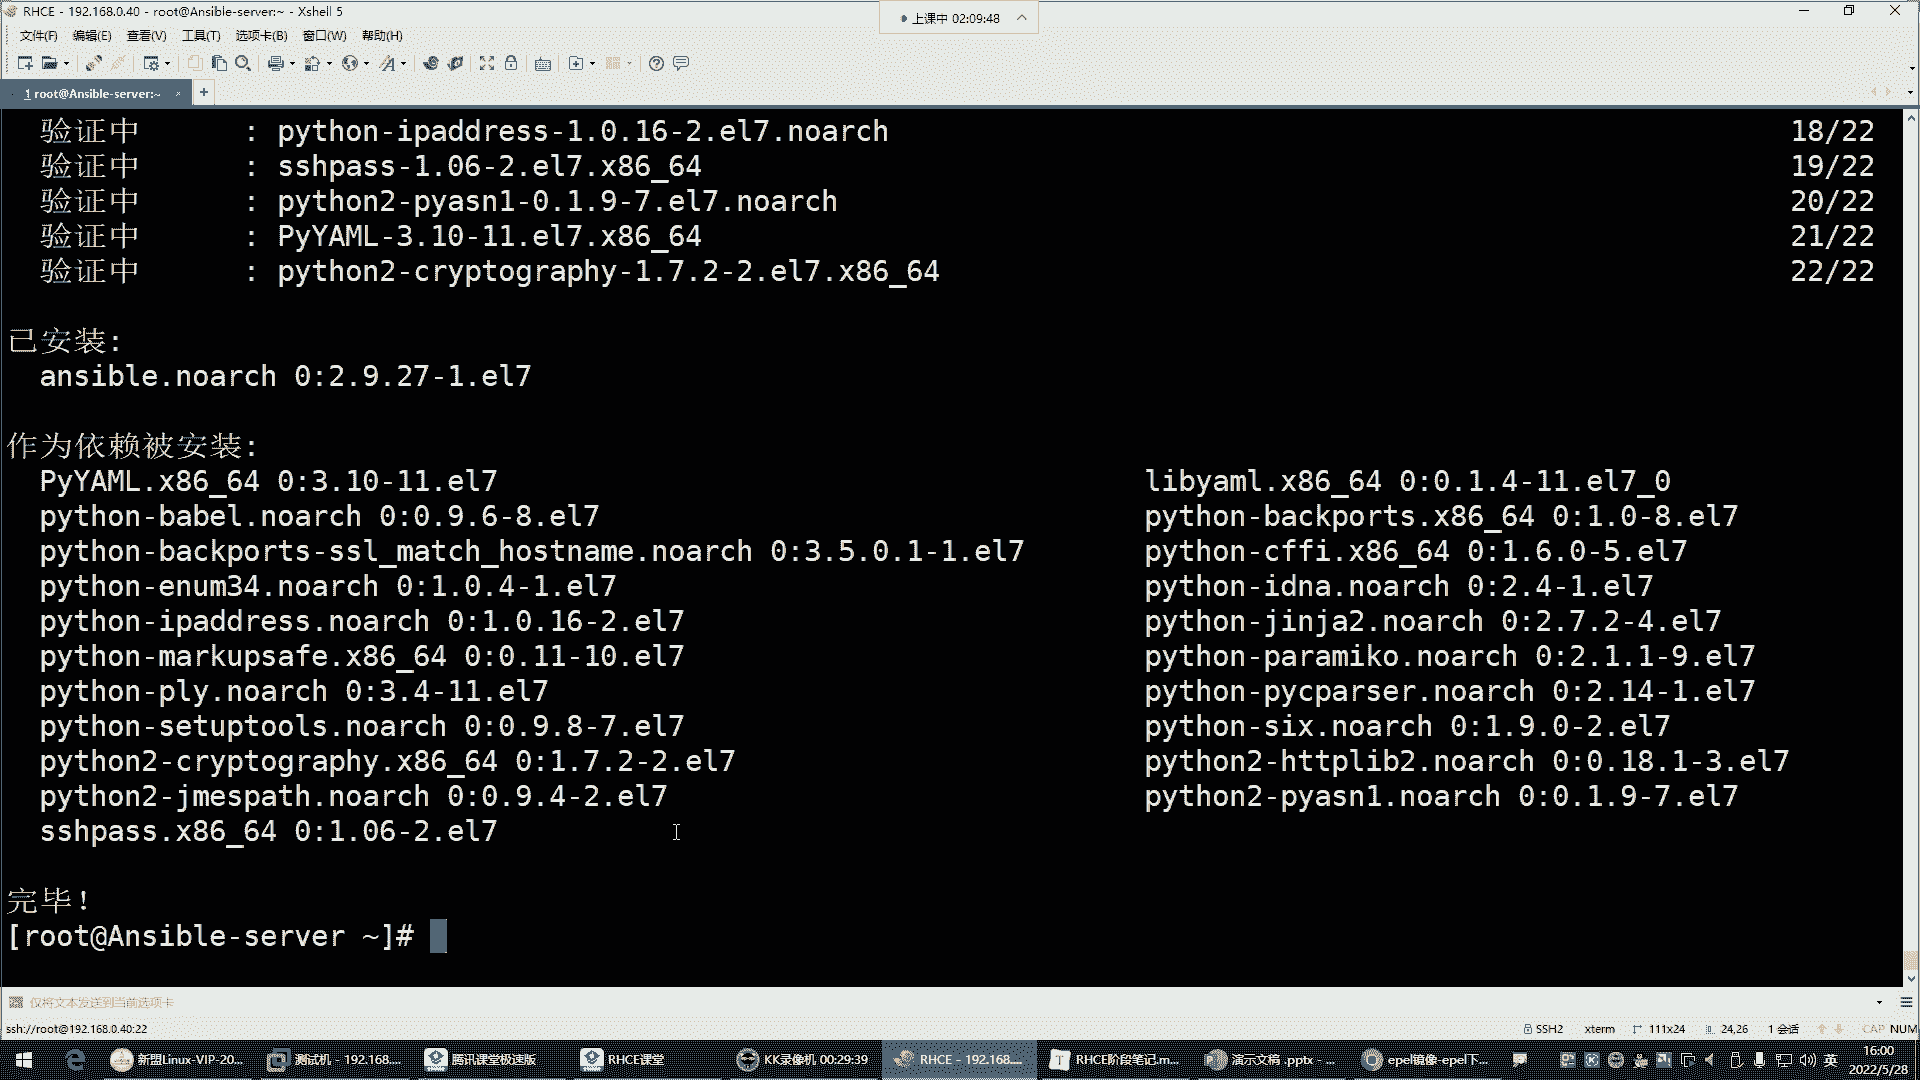 RHCE - 192.168.0.40 - root@Ansible-server:~ - Xshell 5
上课中 02:09:48
文件(F) 编辑(E) 查看(V) 工具(T) 选项卡(B) 窗口(W) 帮助(H)
1 root@Ansible-server:~ × +
验证中 : python-ipaddress-1.0.16-2.el7.noarch 18/22
验证中 : sshpass-1.06-2.el7.x86_64 19/22
验证中 : python2-pyasn1-0.1.9-7.el7.noarch 20/22
验证中 : PyYAML-3.10-11.el7.x86_64 21/22
验证中 : python2-cryptography-1.7.2-2.el7.x86_64 22/22
已安装:
ansible.noarch 0:2.9.27-1.el7
作为依赖被安装:
PyYAML.x86_64 0:3.10-11.el7 libyaml.x86_64 0:0.1.4-11.el7_0
python-babel.noarch 0:0.9.6-8.el7 python-backports.x86_64 0:1.0-8.el7
python-backports-ssl_match_hostname.noarch 0:3.5.0.1-1.el7 python-cffi.x86_64 0:1.6.0-5.el7
python-enum34.noarch 0:1.0.4-1.el7 python-idna.noarch 0:2.4-1.el7
python-ipaddress.noarch 0:1.0.16-2.el7 python-jinja2.noarch 0:2.7.2-4.el7
python-markupsafe.x86_64 0:0.11-10.el7 python-paramiko.noarch 0:2.1.1-9.el7
python-ply.noarch 0:3.4-11.el7 python-pycparser.noarch 0:2.14-1.el7
python-setuptools.noarch 0:0.9.8-7.el7 python-six.noarch 0:1.9.0-2.el7
python2-cryptography.x86_64 0:1.7.2-2.el7 python2-httplib2.noarch 0:0.18.1-3.el7
python2-jmespath.noarch 0:0.9.4-2.el7 python2-pyasn1.noarch 0:0.1.9-7.el7
sshpass.x86_64 0:1.06-2.el7
完毕！
[root@Ansible-server ~]#
仅将文本发送到当前选项卡
ssh://root@192.168.0.40:22 SSH2 xterm 111x24 24,26 1 会话 CAP NUM
新盟Linux-VIP-20... 测试机 - 192.168.... 腾讯课堂极速版 RHCE课堂 KK录像机 00:29:39 RHCE - 192.168.... RHCE阶段笔记.m... 演示文稿 .pptx - ... epel镜像-epel下... 英 16:00
2022/5/28